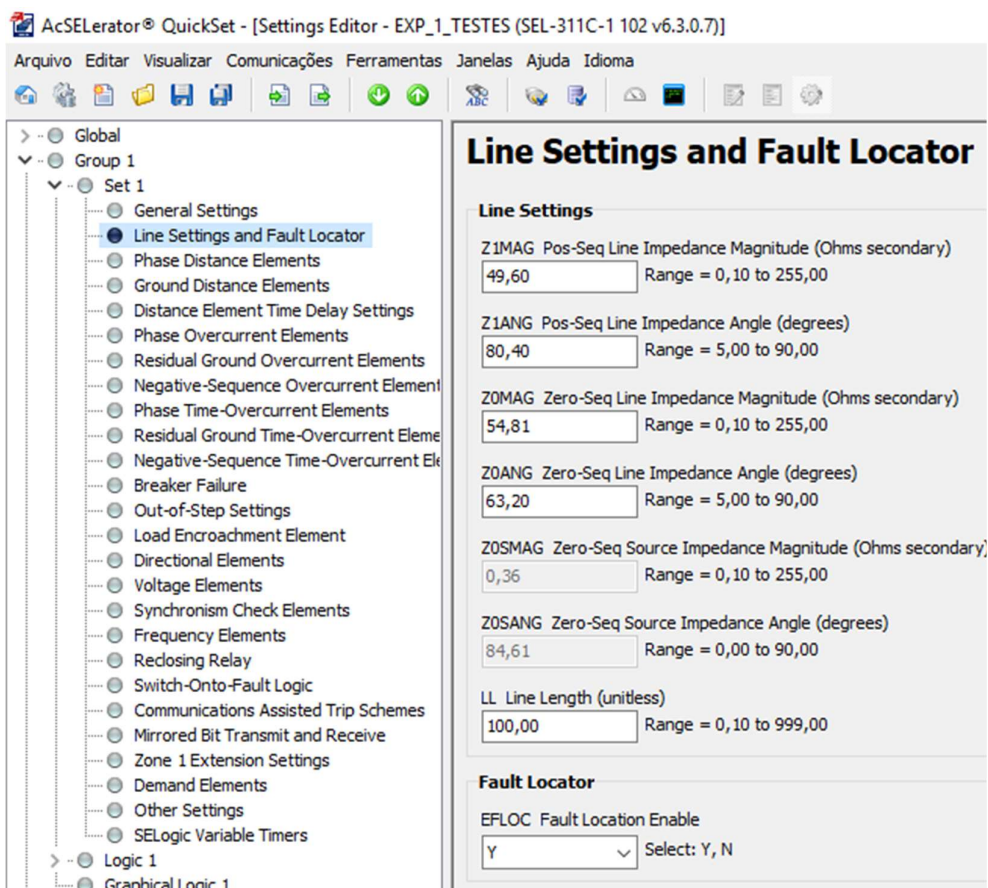 AcSELerator® QuickSet - [Settings Editor - EXP_1_TESTES (SEL-311C-1 102 v6.3.0.7)]
Arquivo Editar Visualizar Comunicações Ferramentas Janelas Ajuda Idioma
ABC
Global
Group 1
Set 1
General Settings
Line Settings and Fault Locator
Phase Distance Elements
Ground Distance Elements
Distance Element Time Delay Settings
Phase Overcurrent Elements
Residual Ground Overcurrent Elements
Negative-Sequence Overcurrent Element
Phase Time-Overcurrent Elements
Residual Ground Time-Overcurrent Eleme
Negative-Sequence Time-Overcurrent Ele
Breaker Failure
Out-of-Step Settings
Load Encroachment Element
Directional Elements
Voltage Elements
Synchronism Check Elements
Frequency Elements
Reclosing Relay
Switch-Onto-Fault Logic
Communications Assisted Trip Schemes
Mirrored Bit Transmit and Receive
Zone 1 Extension Settings
Demand Elements
Other Settings
SELogic Variable Timers
Logic 1
Graphical Logic 1
Line Settings and Fault Locator
Line Settings
Z1MAG Pos-Seq Line Impedance Magnitude (Ohms secondary)
49,60 Range = 0,10 to 255,00
Z1ANG Pos-Seq Line Impedance Angle (degrees)
80,40 Range = 5,00 to 90,00
Z0MAG Zero-Seq Line Impedance Magnitude (Ohms secondary)
54,81 Range = 0,10 to 255,00
Z0ANG Zero-Seq Line Impedance Angle (degrees)
63,20 Range = 5,00 to 90,00
Z0SMAG Zero-Seq Source Impedance Magnitude (Ohms secondary)
0,36 Range = 0,10 to 255,00
Z0SANG Zero-Seq Source Impedance Angle (degrees)
84,61 Range = 0,00 to 90,00
LL Line Length (unitless)
100,00 Range = 0,10 to 999,00
Fault Locator
EFLOC Fault Location Enable
Y Select: Y, N